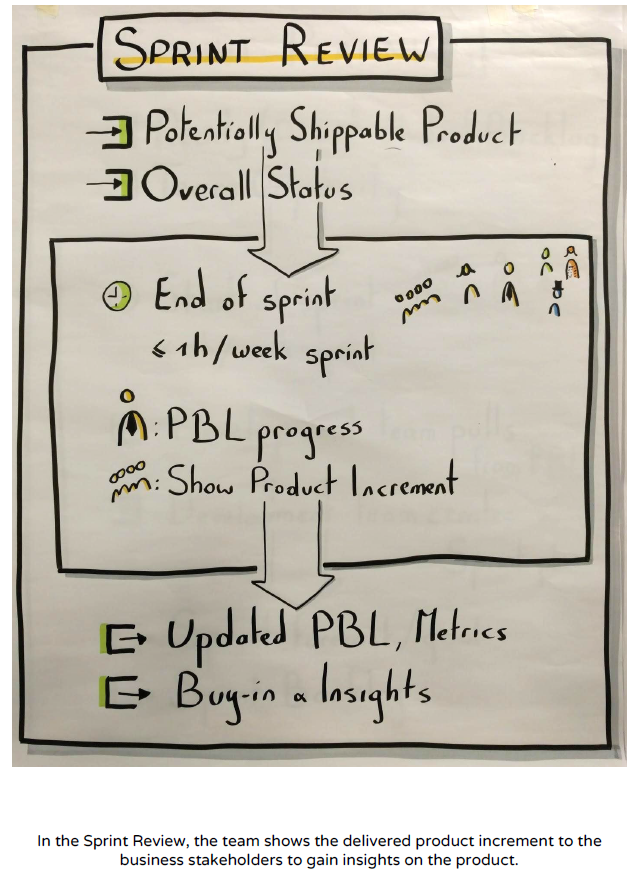 SPRINT REVIEW
Potentially Shippable Product
Overall Status
End of sprint
≤ 1h/week sprint
: PBL progress
: Show Product Increment
Updated PBL, Metrics
Buy-in & Insights
In the Sprint Review, the team shows the delivered product increment to the
business stakeholders to gain insights on the product.